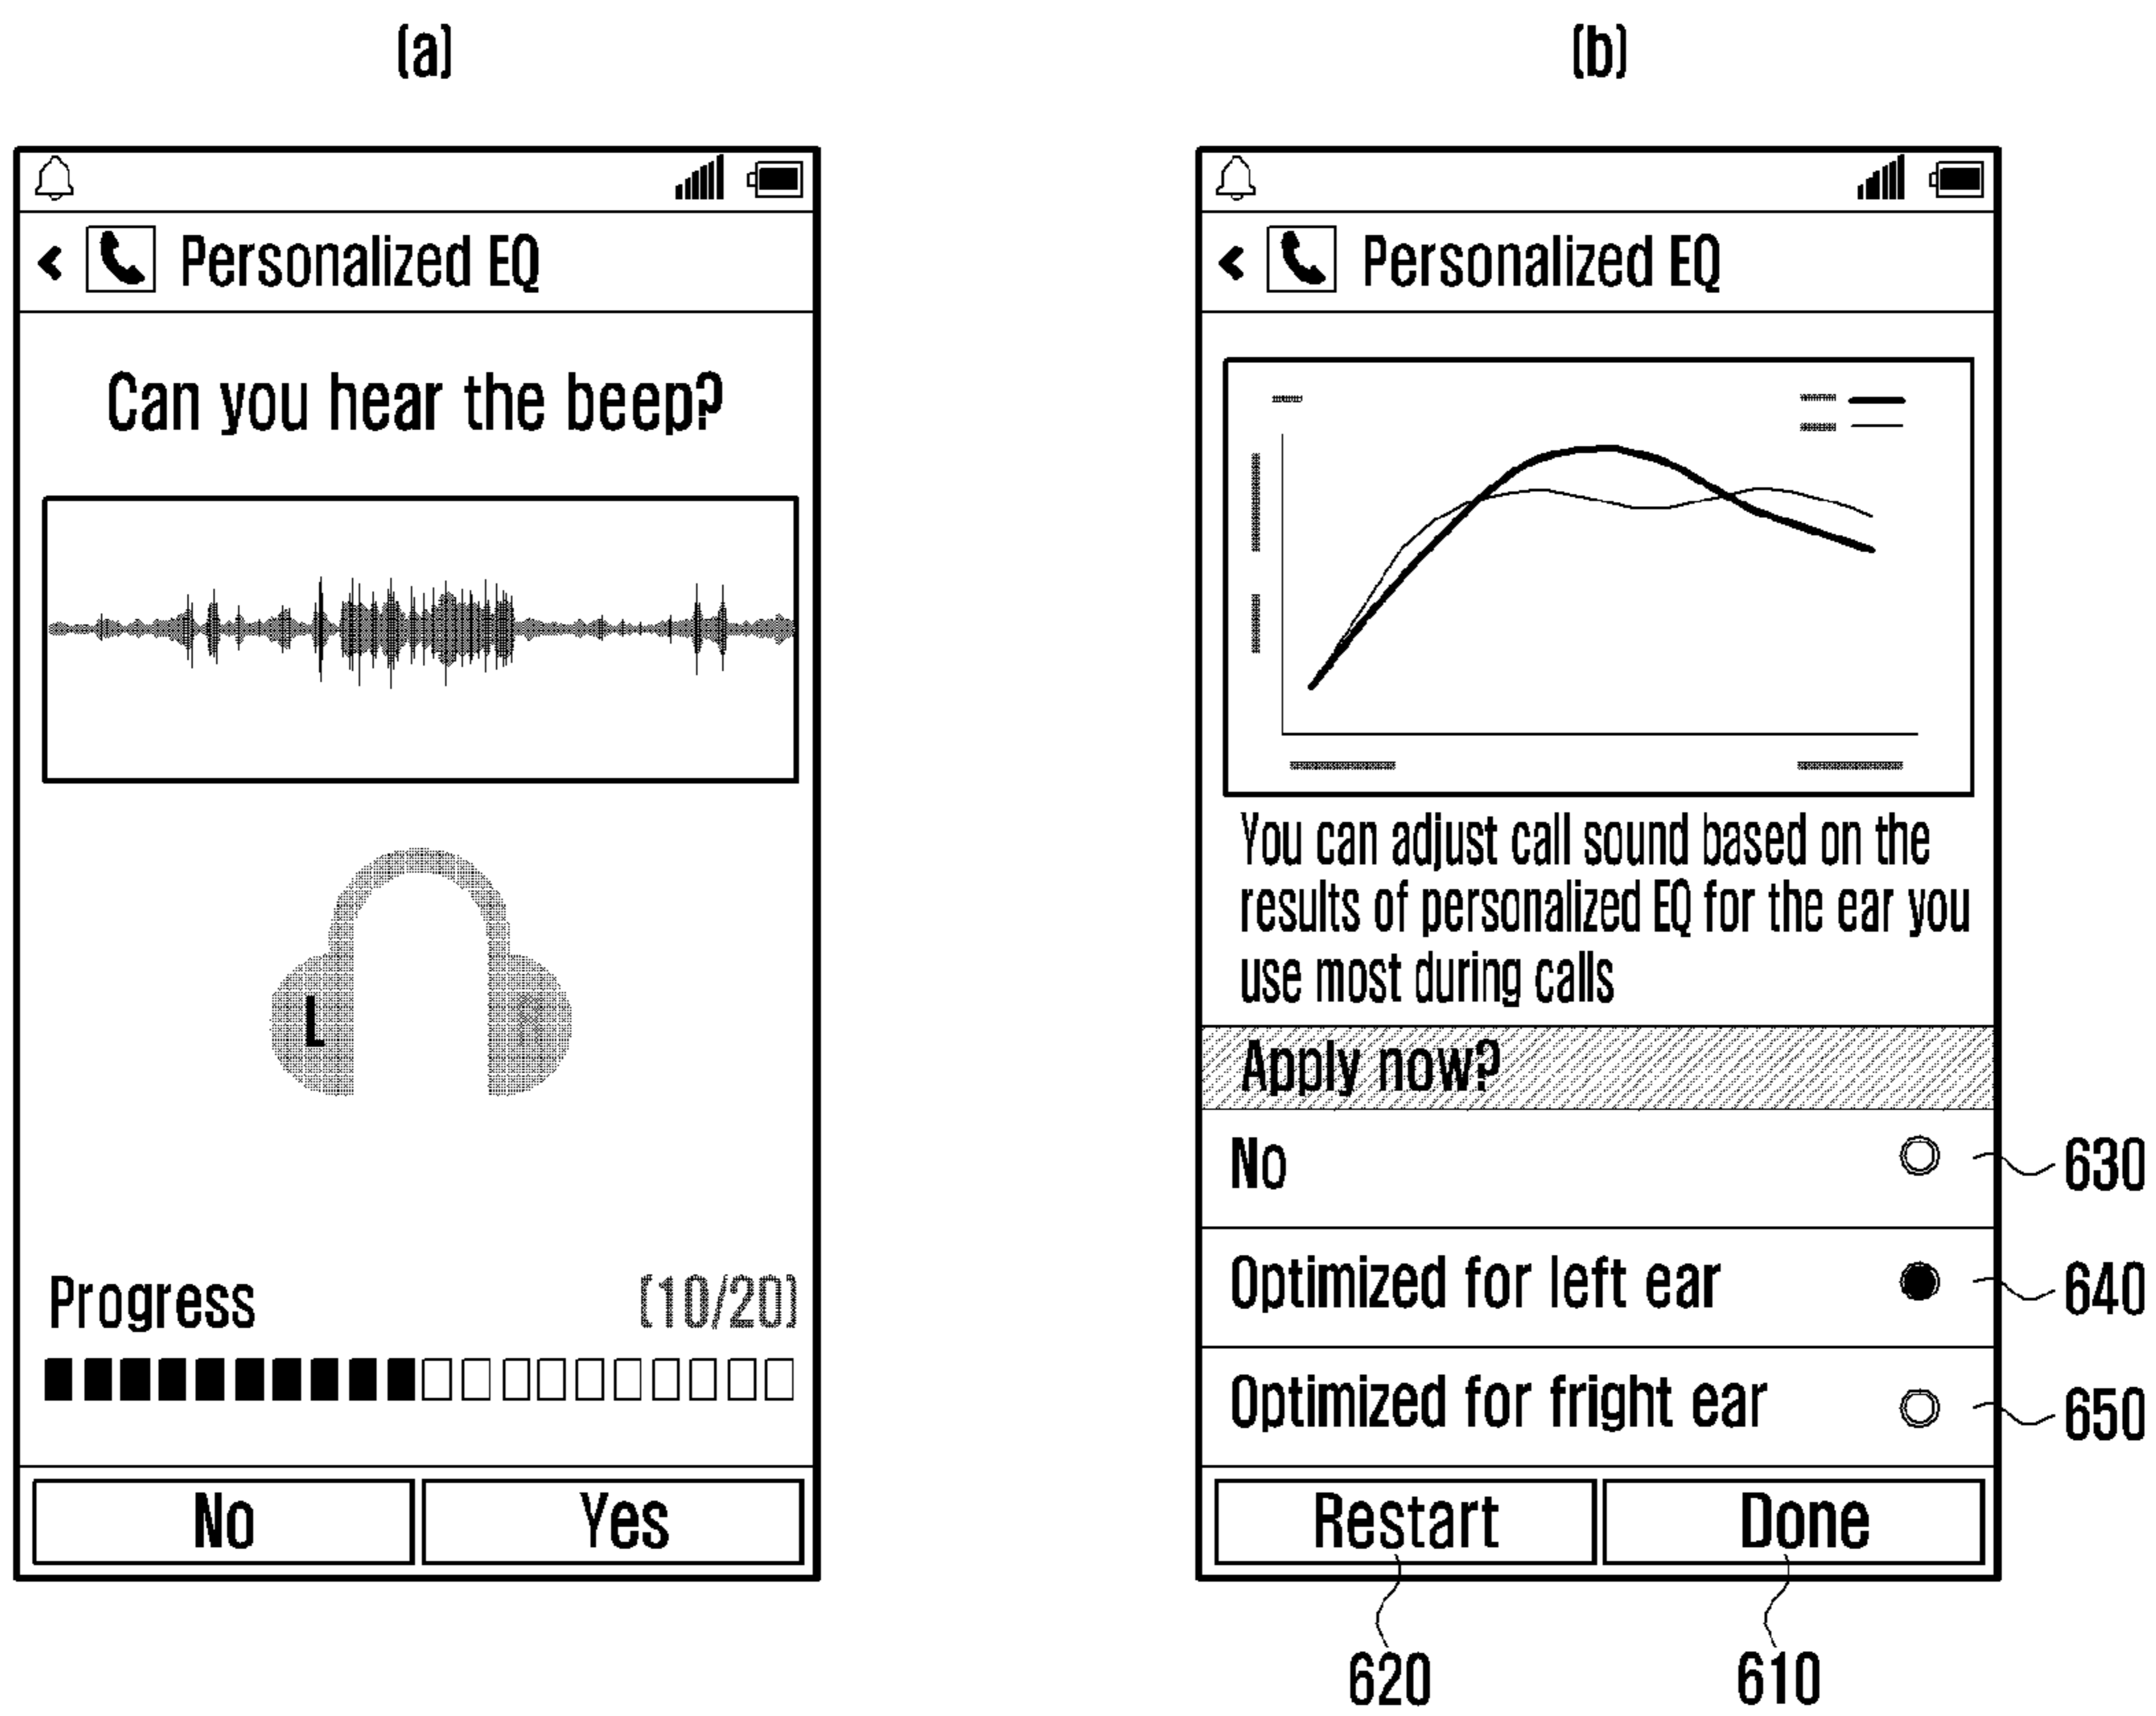 (a)
Personalized EQ
Can you hear the beep?
L
Progress
(10/20)
No
Yes
(b)
Personalized EQ
You can adjust call sound based on the
results of personalized EQ for the ear you
use most during calls
Apply now?
No
630
Optimized for left ear
640
Optimized for fright ear
650
Restart
Done
620
610